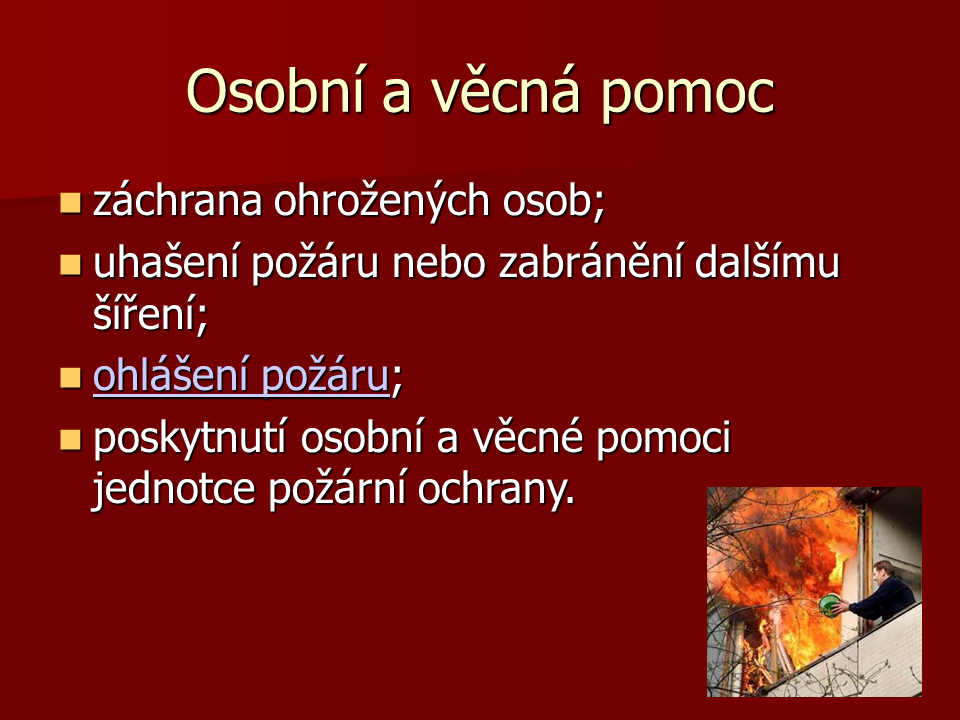 Osobní a věcná pomoc
záchrana ohrožených osob;
uhašení požáru nebo zabránění dalšímu
šíření;
ohlášení požáru;
poskytnutí osobní a věcné pomoci
jednotce požární ochrany.